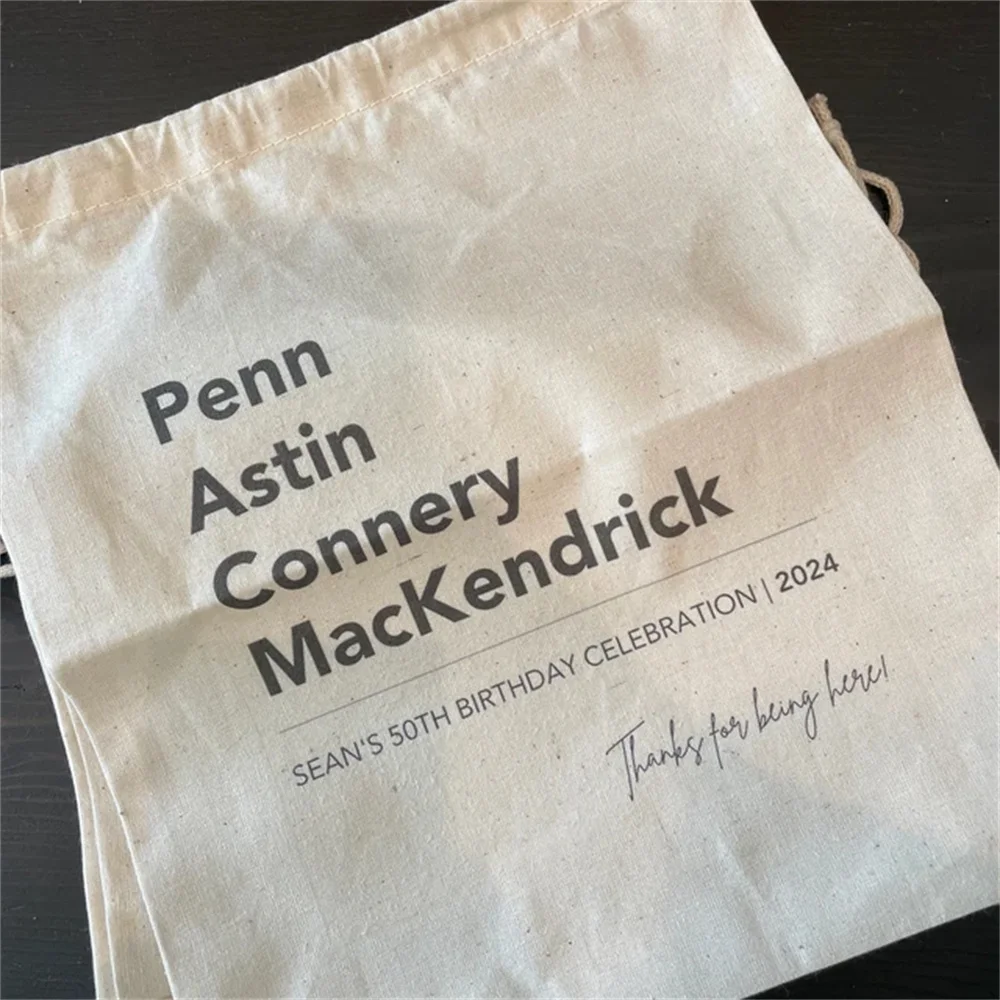 Penn
Astin
Connery
MacKendrick
SEAN'S 50TH BIRTHDAY CELEBRATION | 2024
Thanks for being here!